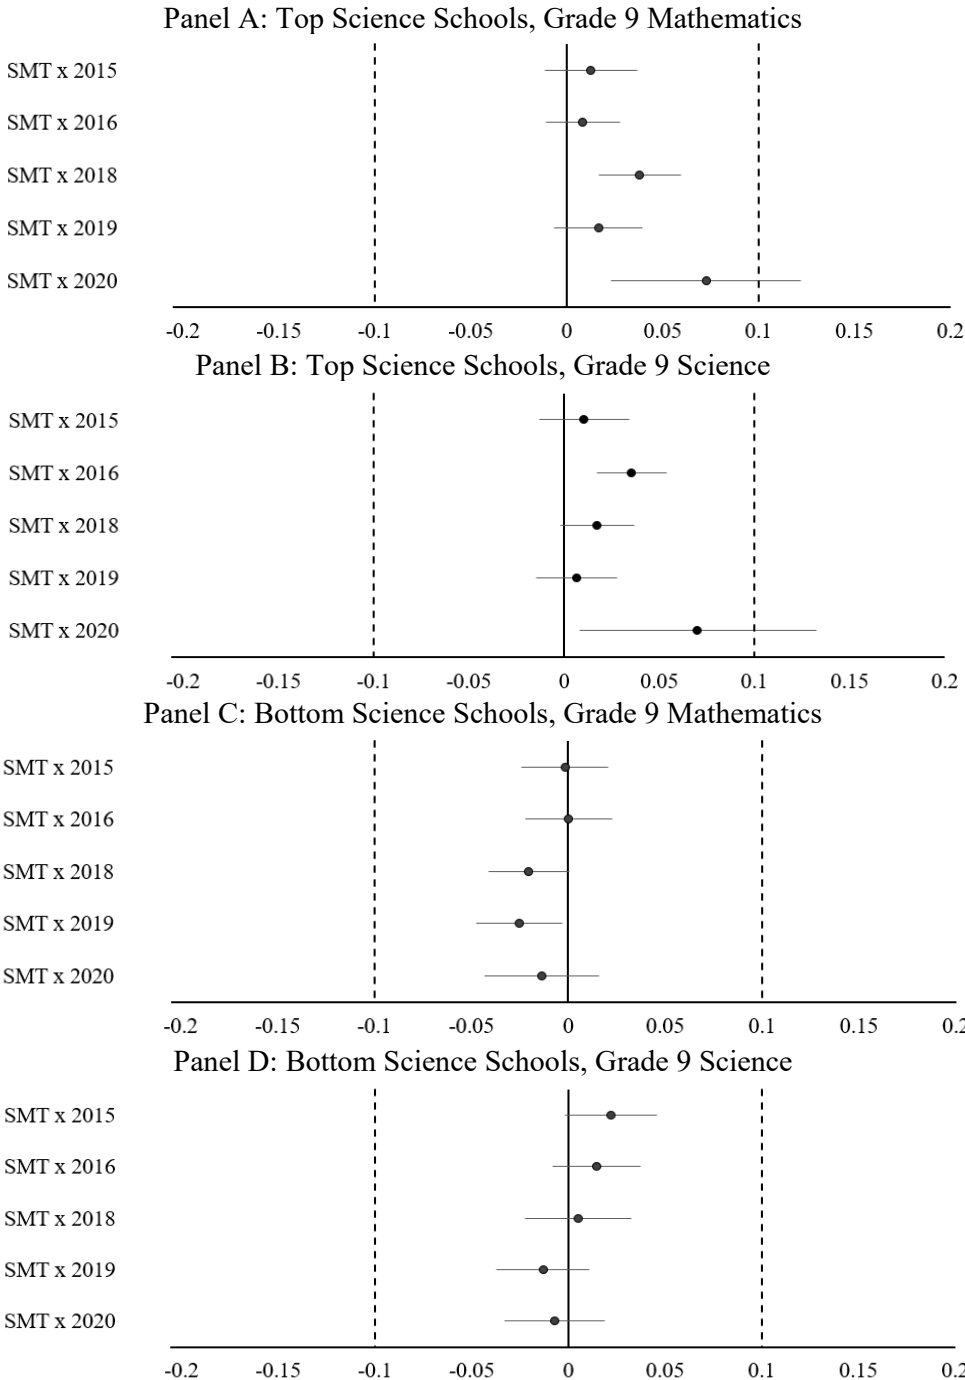 Panel A: Top Science Schools, Grade 9 Mathematics
SMT x 2015
SMT x 2016
SMT x 2018
SMT x 2019
SMT x 2020
-0.2 -0.15 -0.1 -0.05 0 0.05 0.1 0.15 0.2
Panel B: Top Science Schools, Grade 9 Science
SMT x 2015
SMT x 2016
SMT x 2018
SMT x 2019
SMT x 2020
-0.2 -0.15 -0.1 -0.05 0 0.05 0.1 0.15 0.2
Panel C: Bottom Science Schools, Grade 9 Mathematics
SMT x 2015
SMT x 2016
SMT x 2018
SMT x 2019
SMT x 2020
-0.2 -0.15 -0.1 -0.05 0 0.05 0.1 0.15 0.2
Panel D: Bottom Science Schools, Grade 9 Science
SMT x 2015
SMT x 2016
SMT x 2018
SMT x 2019
SMT x 2020
-0.2 -0.15 -0.1 -0.05 0 0.05 0.1 0.15 0.2